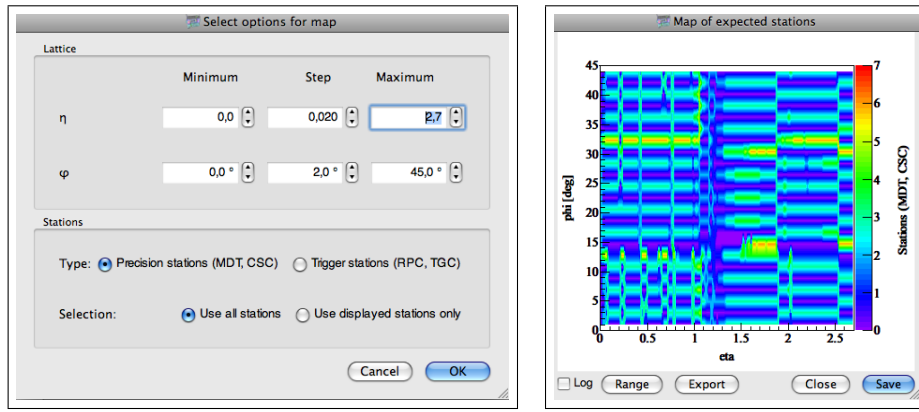 Select options for map
Lattice
Minimum Step Maximum
η 0,0 0,020 2,7
φ 0,0 ° 2,0 ° 45,0 °
Stations
Type: Precision stations (MDT, CSC) Trigger stations (RPC, TGC)
Selection: Use all stations Use displayed stations only
Cancel OK
Map of expected stations
phi [deg]
45
40
35
30
25
20
15
10
5
0
0 0.5 1 1.5 2 2.5
eta
7
6
5
4
3
2
1
0
Stations (MDT, CSC)
Log Range Export Close Save